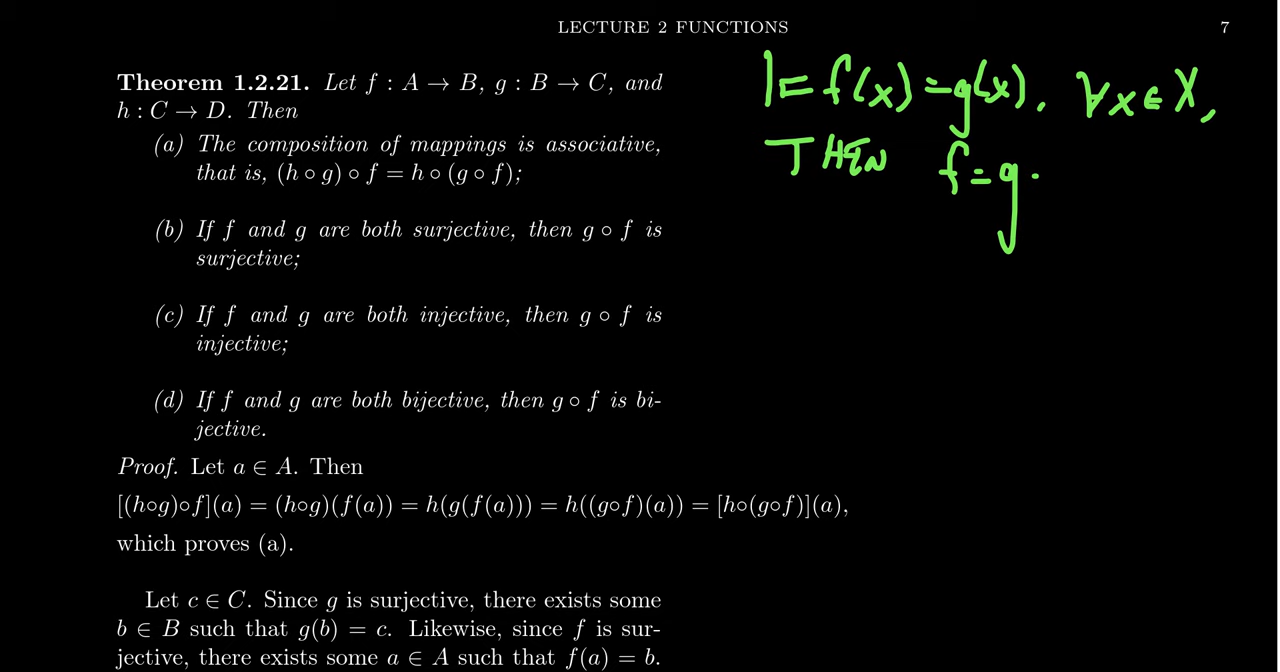 LECTURE 2 FUNCTIONS 7
Theorem 1.2.21. Let f : A → B, g : B → C, and
h : C → D. Then
(a) The composition of mappings is associative,
that is, (h ∘ g) ∘ f = h ∘ (g ∘ f);
(b) If f and g are both surjective, then g ∘ f is
surjective;
(c) If f and g are both injective, then g ∘ f is
injective;
(d) If f and g are both bijective, then g ∘ f is bi-
jective.
Proof. Let a ∈ A. Then
[(h∘g)∘f](a) = (h∘g)(f(a)) = h(g(f(a))) = h((g∘f)(a)) = [h∘(g∘f)](a),
which proves (a).
Let c ∈ C. Since g is surjective, there exists some
b ∈ B such that g(b) = c. Likewise, since f is sur-
jective, there exists some a ∈ A such that f(a) = b.
IF f(x) = g(x), ∀x ∈ X,
THEN f = g.